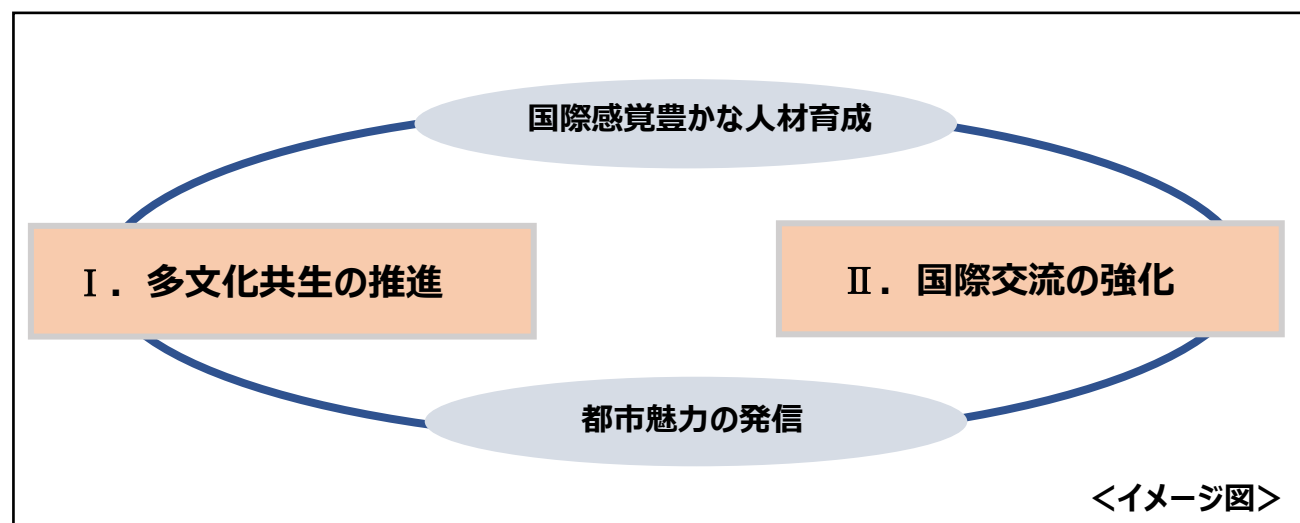 国際感覚豊かな人材育成
Ⅰ．多文化共生の推進
Ⅱ．国際交流の強化
都市魅力の発信
＜イメージ図＞